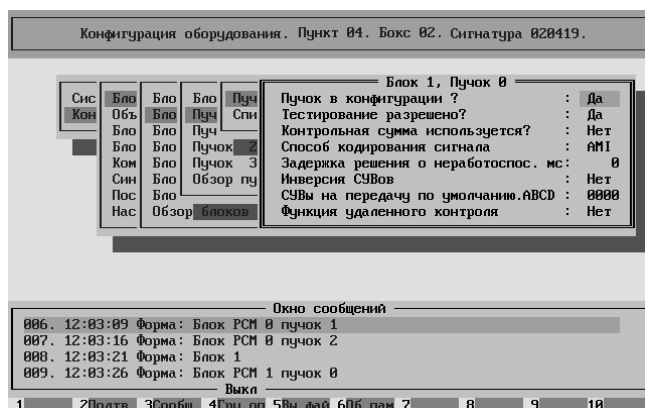 Конфигурация оборудования. Пункт 04. Бокс 02. Сигнатура 020419.
Блок 1, Пучок 0
Сис Бло Бло Бло Пуч Пучок в конфигурации ? : Да
Кон Объ Бло Пуч Спи Тестирование разрешено? : Да
Бло Бло Пуч Контрольная сумма используется? : Нет
Бло Бло Пучок 2 Способ кодирования сигнала : AMI
Ком Бло Пучок 3 Задержка решения о неработоспос. мс: 0
Син Бло Обзор пу Инверсия СУВов : Нет
Пос Бло СУВы на передачу по умолчанию.ABCD : 0000
Нас Обзор блоков Функция удаленного контроля : Нет
Окно сообщений
006. 12:03:09 Форма: Блок PCM 0 пучок 1
007. 12:03:16 Форма: Блок PCM 0 пучок 2
008. 12:03:21 Форма: Блок 1
009. 12:03:26 Форма: Блок PCM 1 пучок 0
Выкл
1 2Подтв 3Сообщ 4Гру оп 5Вы фай 6Об пам 7 8 9 10